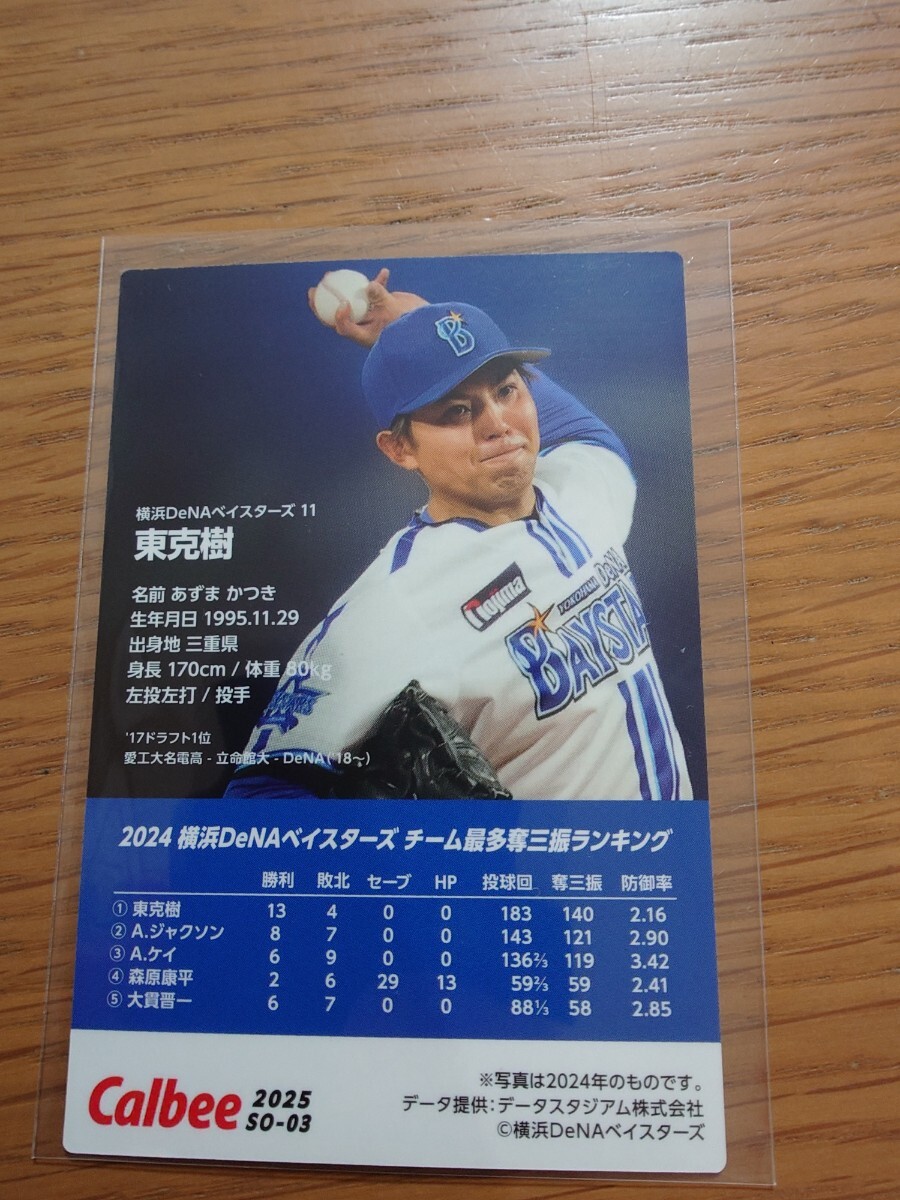 B
nojima
YOKOHAMA DeNA
BAYSTA
横浜DeNAベイスターズ 11
東克樹
名前 あずま かつき
生年月日 1995.11.29
出身地 三重県
身長 170cm / 体重 80kg
左投左打 / 投手
'17ドラフト1位
愛工大名電高 - 立命館大 - DeNA ('18〜)
2024 横浜DeNAベイスターズ チーム最多奪三振ランキング
勝利 敗北 セーブ HP 投球回 奪三振 防御率
① 東克樹 13 4 0 0 183 140 2.16
② A.ジャクソン 8 7 0 0 143 121 2.90
③ A.ケイ 6 9 0 0 136⅔ 119 3.42
④ 森原康平 2 6 29 13 59⅔ 59 2.41
⑤ 大貫晋一 6 7 0 0 88⅓ 58 2.85
Calbee 2025
SO-03
※写真は2024年のものです。
データ提供：データスタジアム株式会社
©横浜DeNAベイスターズ